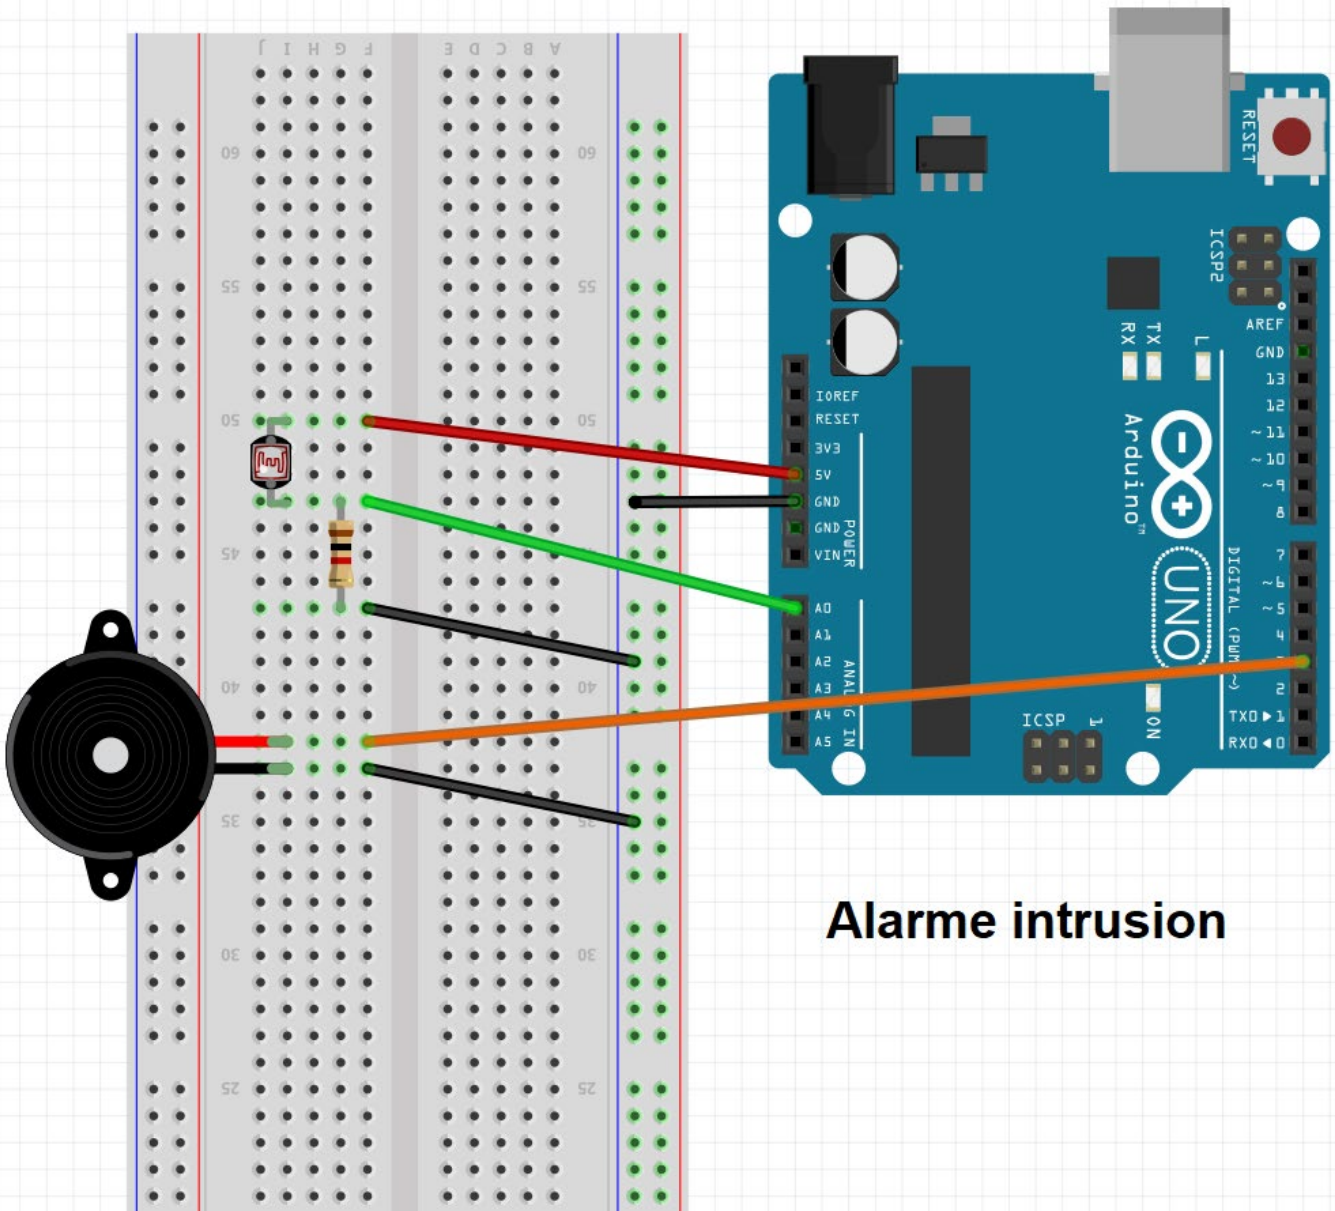 J I H G F E D C B A
60 60
55 55
50 50
45
40 40
35 35
30 30
25 25
RESET
ICSP2
AREF
GND
13
12
~11
~10
~9
8
7
~6
~5
4
2
TX0▶1
RX0◀0
DIGITAL (PWM~)
RX TX L
IOREF
RESET
3V3
5V
GND
GND
VIN
POWER
A0
A1
A2
A3
A4
A5
ANALOG IN
Arduino™
UNO
ON
ICSP 1
Alarme intrusion